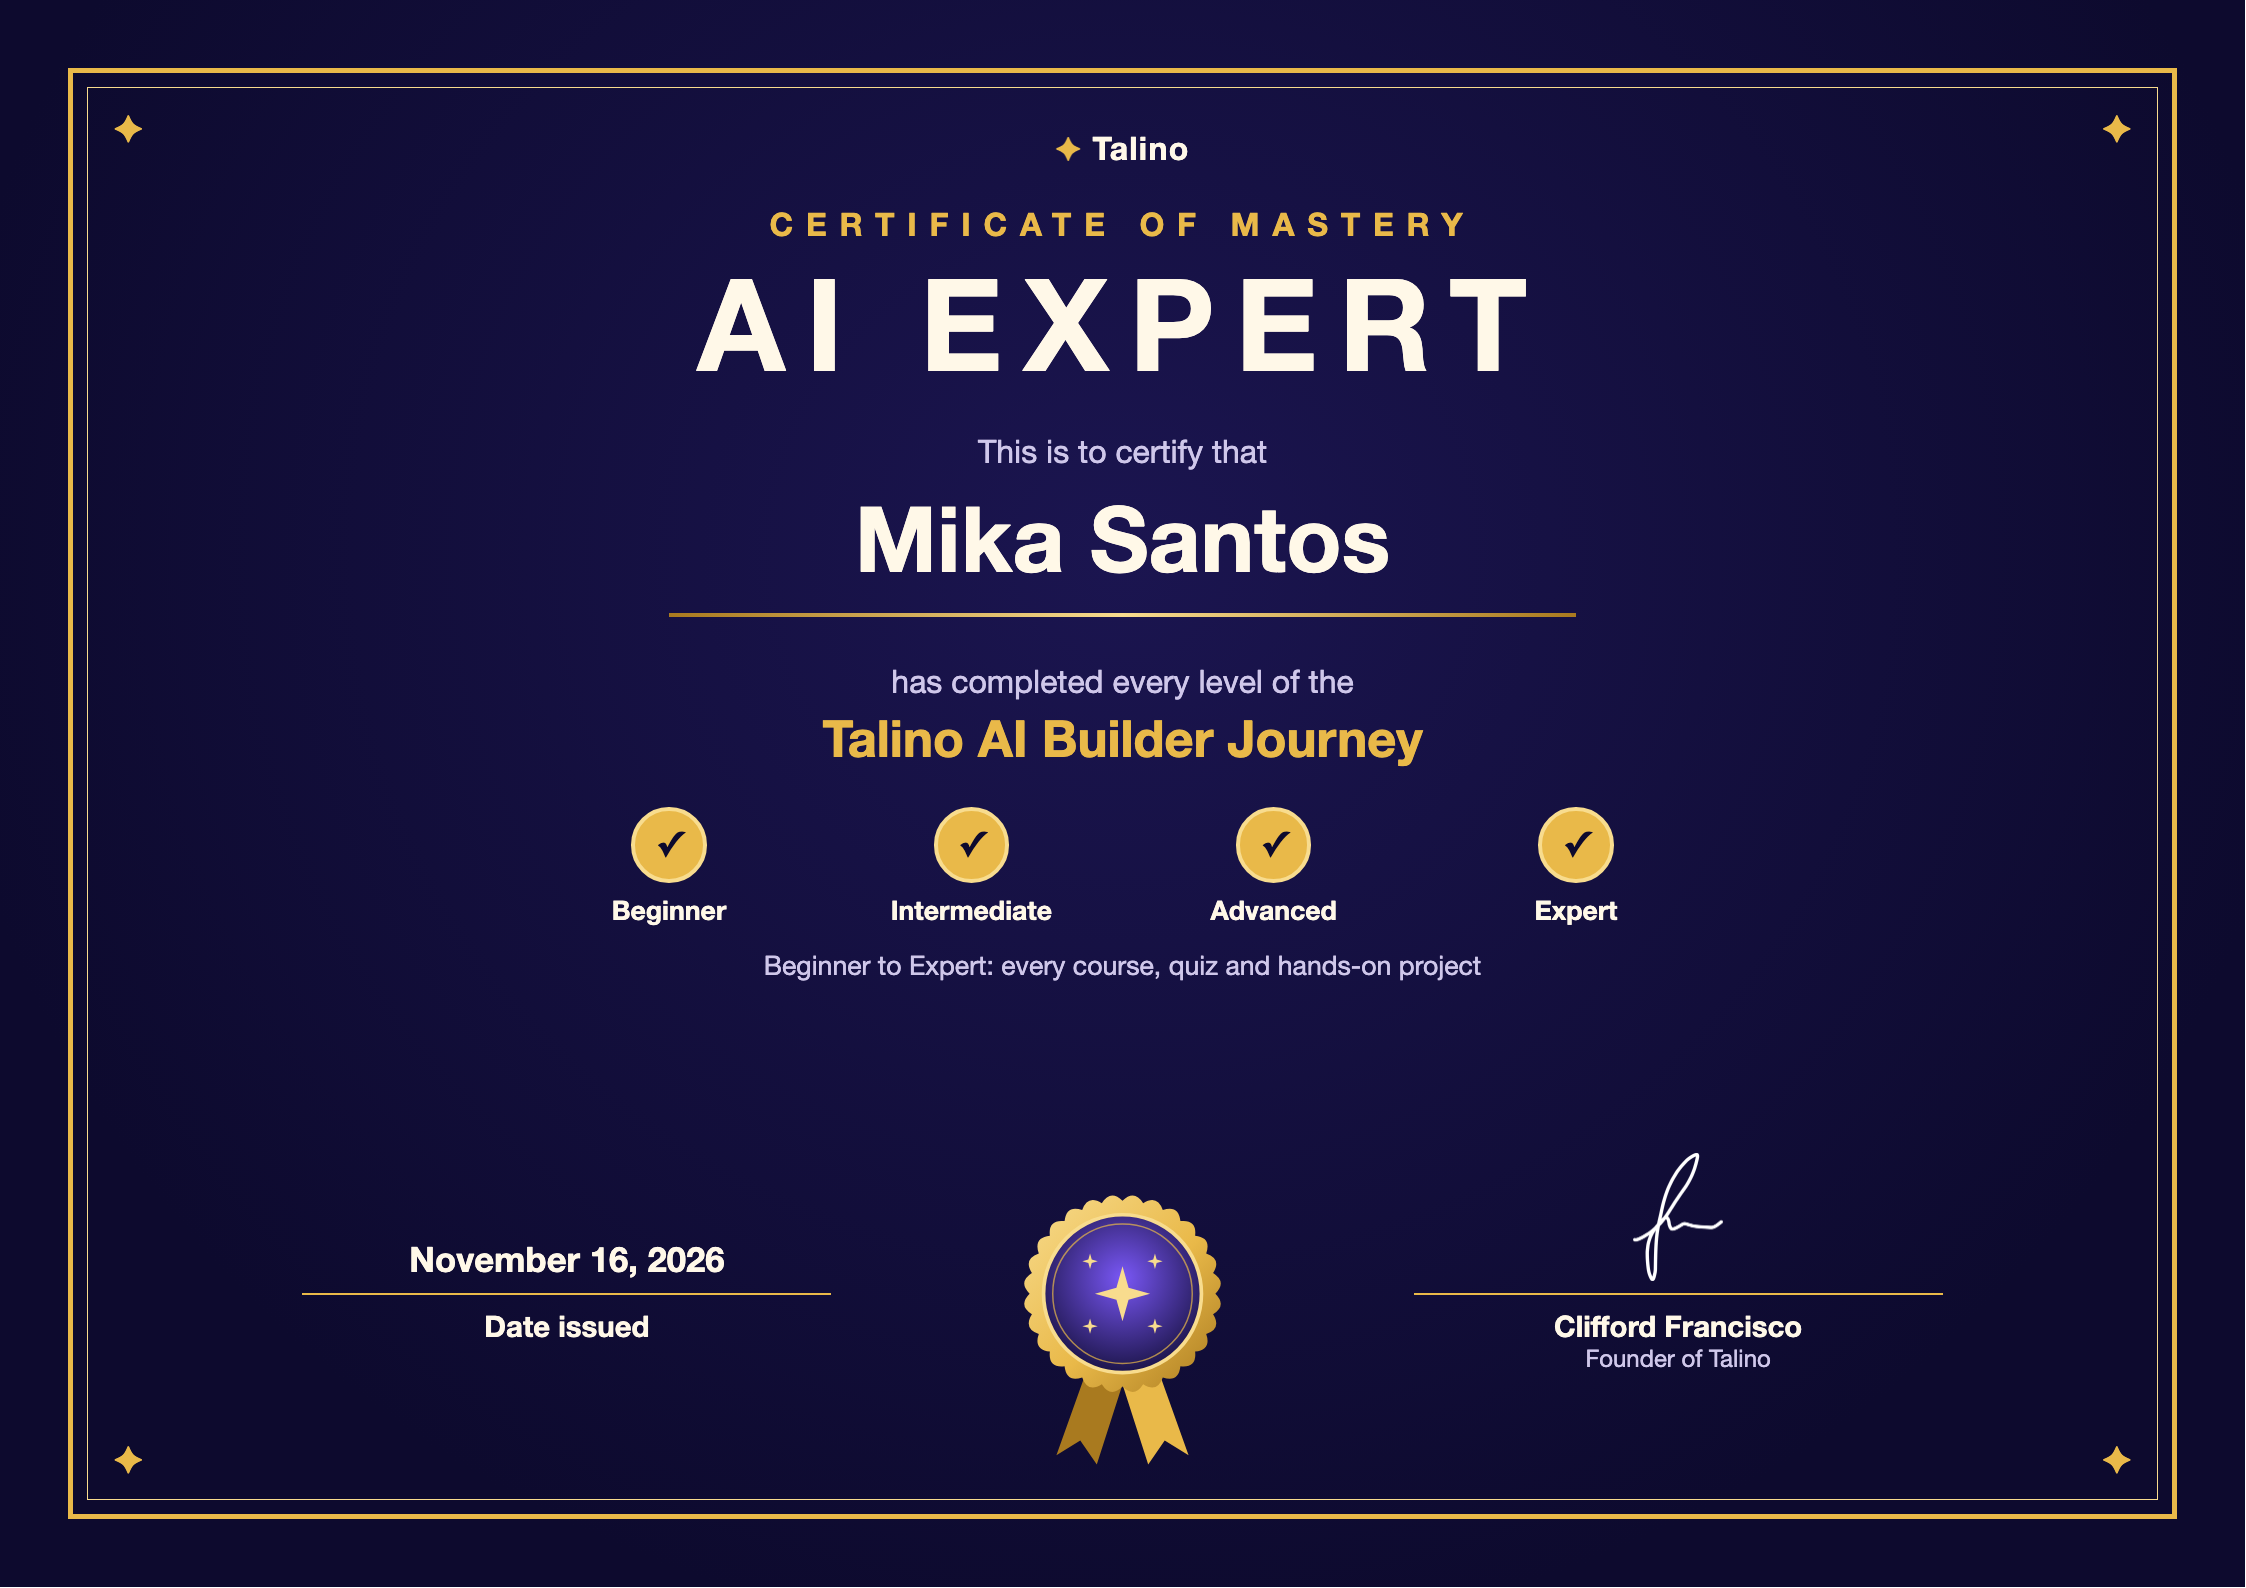 Talino
CERTIFICATE OF MASTERY
AI EXPERT
This is to certify that
Mika Santos
has completed every level of the
Talino AI Builder Journey
Beginner
Intermediate
Advanced
Expert
Beginner to Expert: every course, quiz and hands-on project
November 16, 2026
Date issued
Clifford Francisco
Founder of Talino